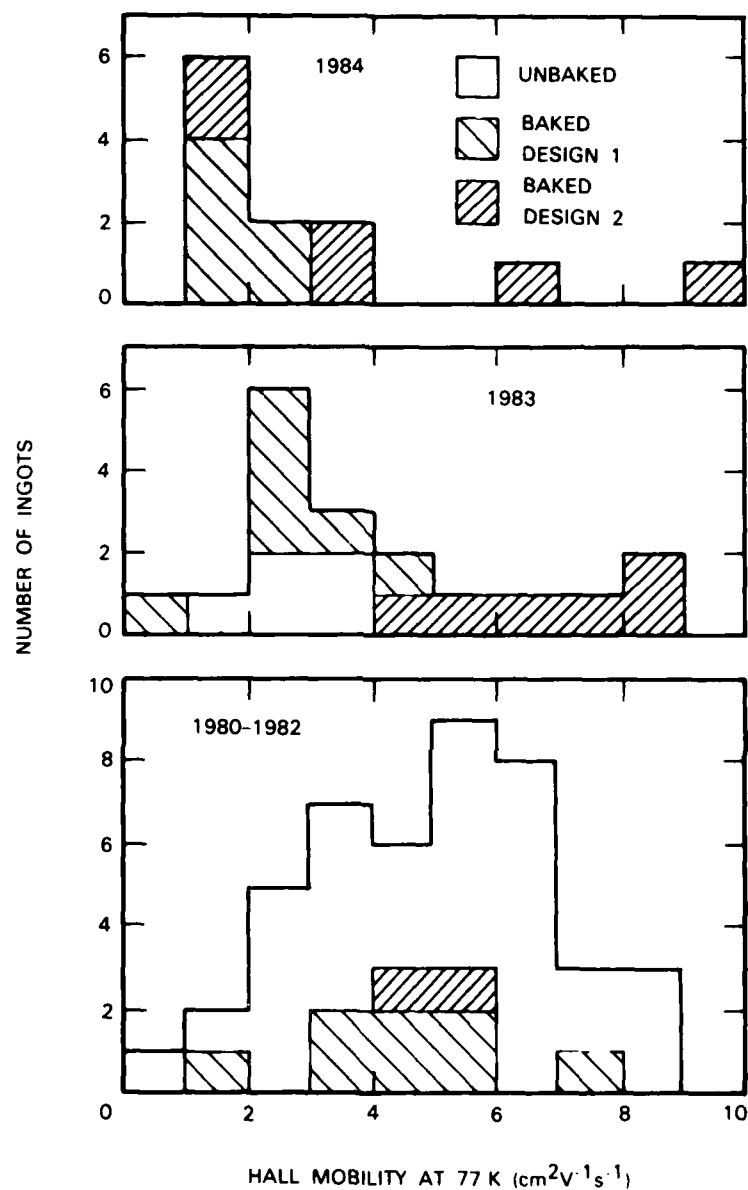 1984
UNBAKED
BAKED
DESIGN 1
BAKED
DESIGN 2
6
4
2
0
1983
6
4
2
0
NUMBER OF INGOTS
1980-1982
10
8
6
4
2
0 2 4 6 8 10
HALL MOBILITY AT 77 K (cm²V⁻¹s⁻¹)